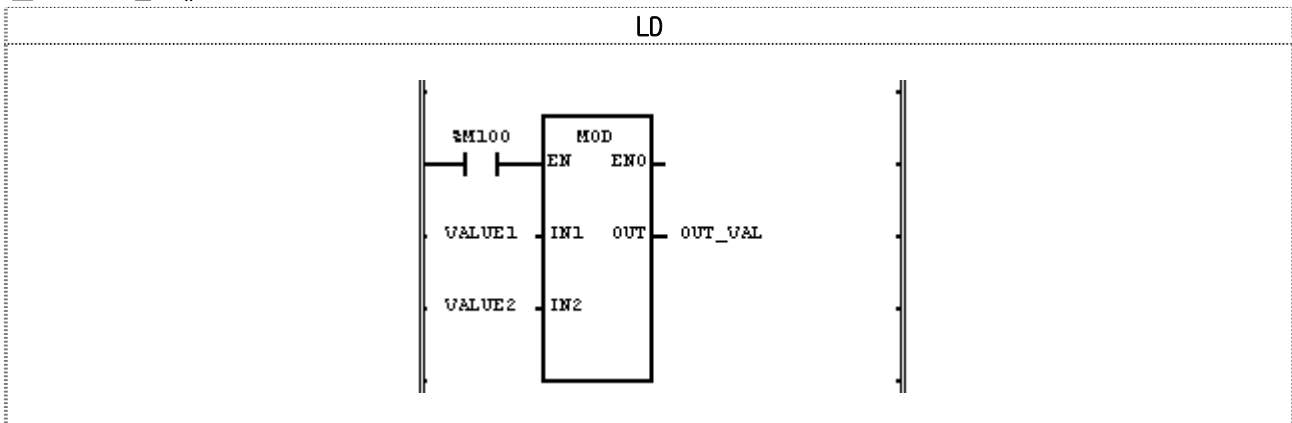 LD
%M100 MOD
EN ENO
VALUE1 IN1 OUT OUT_VAL
VALUE2 IN2